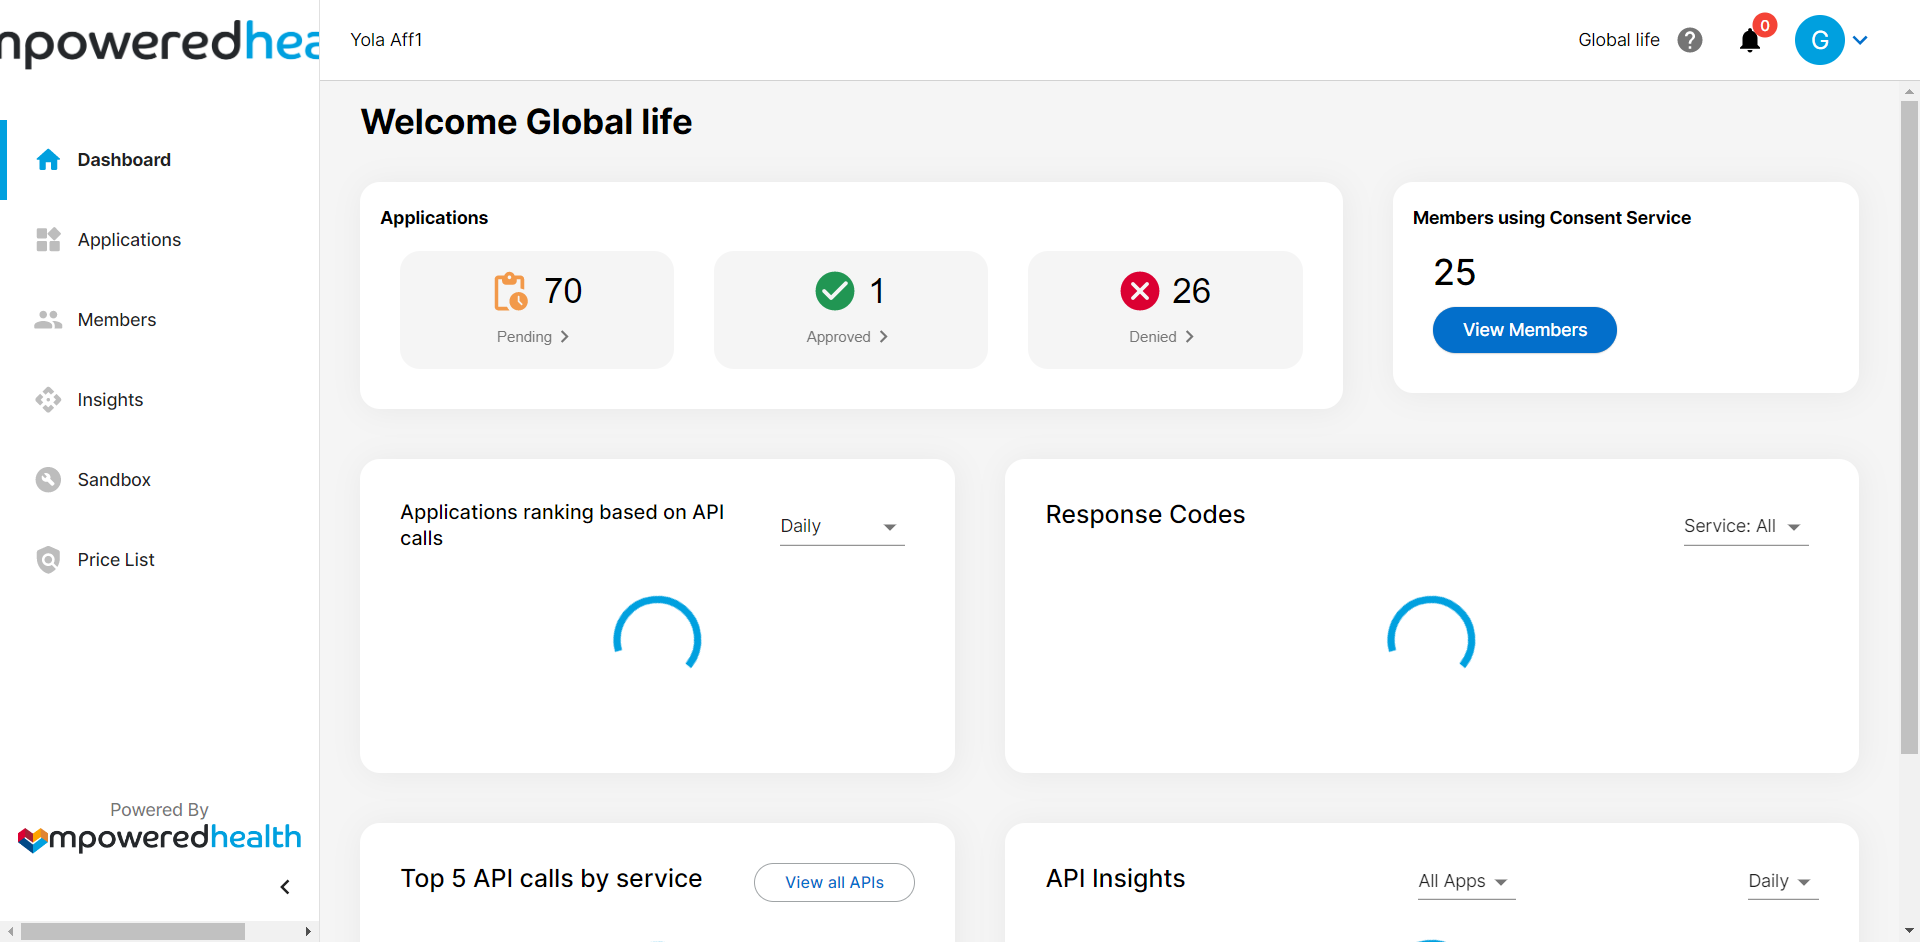 mpoweredhea
Yola Aff1
Global life
0
G
Dashboard
Applications
Members
Insights
Sandbox
Price List
Powered By
mpoweredhealth
Welcome Global life
Applications
70
Pending
1
Approved
26
Denied
Members using Consent Service
25
View Members
Applications ranking based on API
calls
Daily
Response Codes
Service: All
Top 5 API calls by service
View all APIs
API Insights
All Apps
Daily